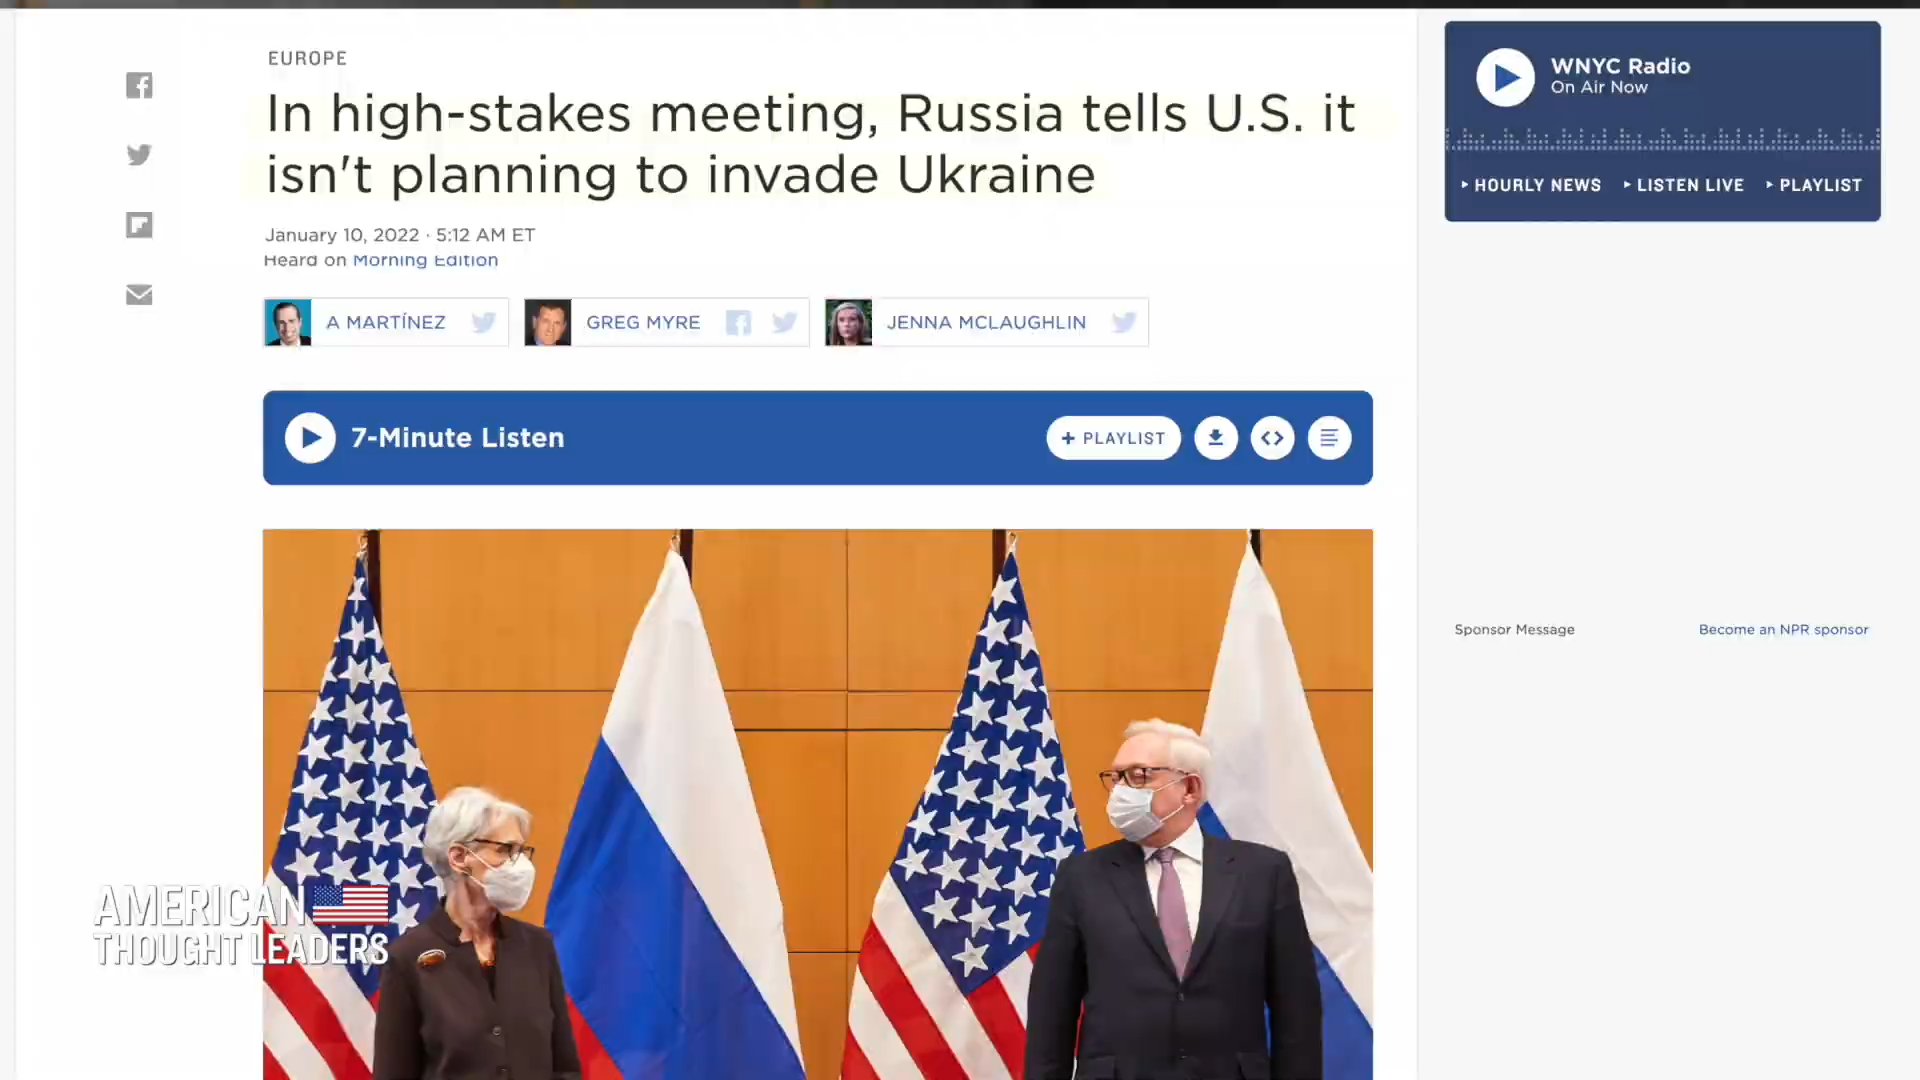 EUROPE
In high-stakes meeting, Russia tells U.S. it
isn't planning to invade Ukraine
January 10, 2022 · 5:12 AM ET
Heard on Morning Edition
A MARTÍNEZ
GREG MYRE
JENNA MCLAUGHLIN
7-Minute Listen
+ PLAYLIST
WNYC Radio
On Air Now
HOURLY NEWS
LISTEN LIVE
PLAYLIST
Sponsor Message
Become an NPR sponsor
AMERICAN
THOUGHT LEADERS